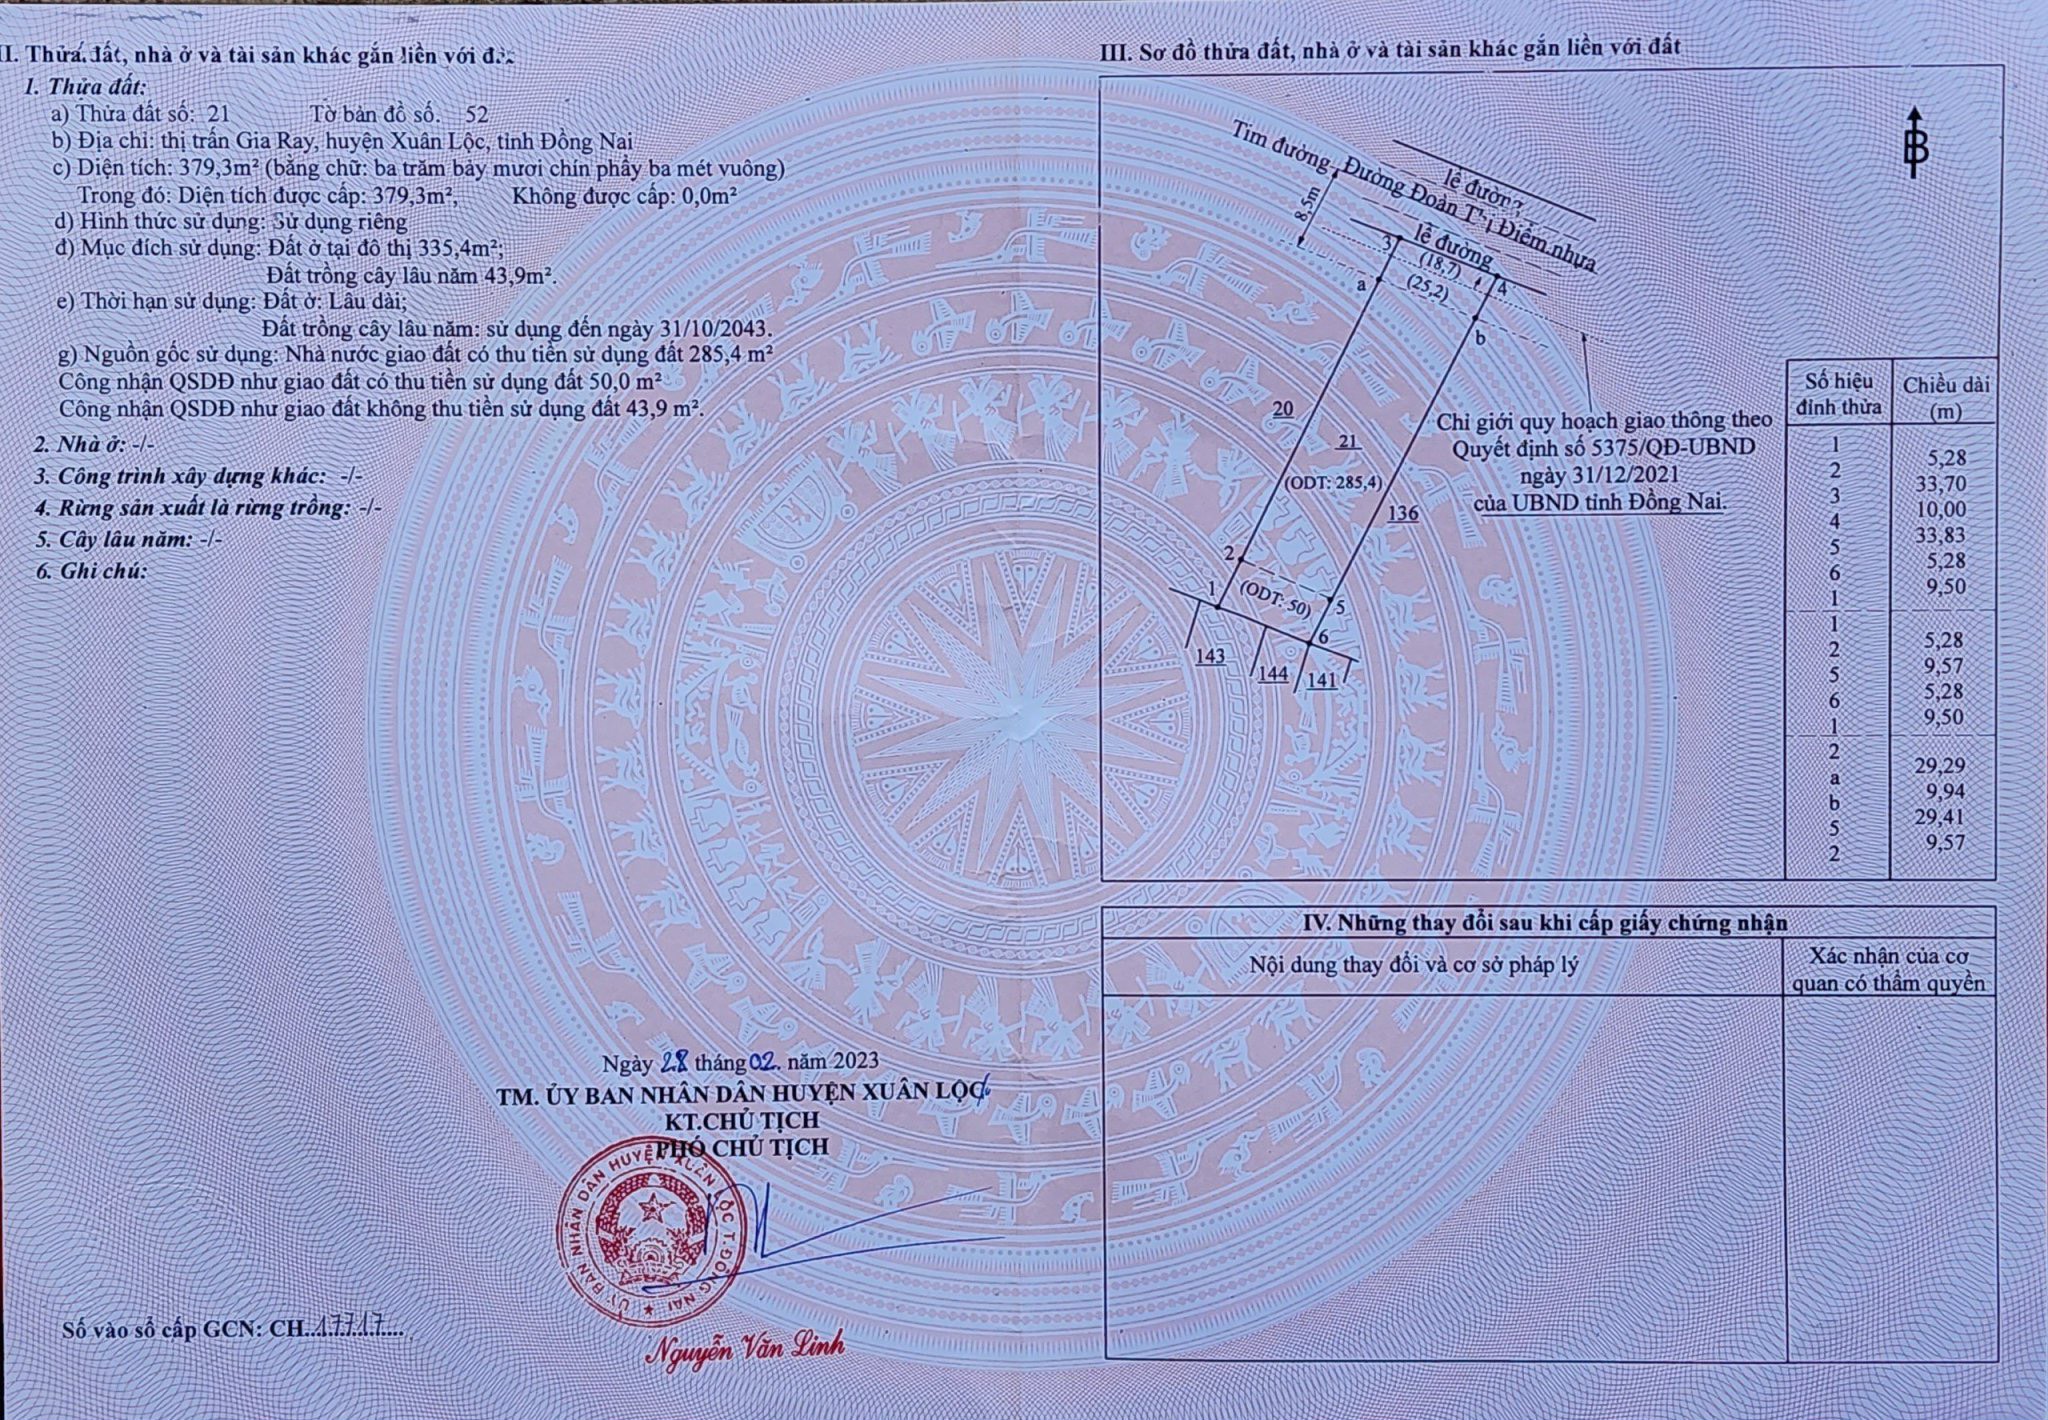 II. Thửa đất, nhà ở và tài sản khác gắn liền với đất
1. Thửa đất:
a) Thửa đất số: 21 Tờ bản đồ số. 52
b) Địa chỉ: thị trấn Gia Ray, huyện Xuân Lộc, tỉnh Đồng Nai
c) Diện tích: 379,3m² (bằng chữ: ba trăm bảy mươi chín phẩy ba mét vuông)
Trong đó: Diện tích được cấp: 379,3m², Không được cấp: 0,0m²
d) Hình thức sử dụng: Sử dụng riêng
đ) Mục đích sử dụng: Đất ở tại đô thị 335,4m²;
Đất trồng cây lâu năm 43,9m².
e) Thời hạn sử dụng: Đất ở: Lâu dài;
Đất trồng cây lâu năm: sử dụng đến ngày 31/10/2043.
g) Nguồn gốc sử dụng: Nhà nước giao đất có thu tiền sử dụng đất 285,4 m²
Công nhận QSDĐ như giao đất có thu tiền sử dụng đất 50,0 m²
Công nhận QSDĐ như giao đất không thu tiền sử dụng đất 43,9 m².
2. Nhà ở: -/-
3. Công trình xây dựng khác: -/-
4. Rừng sản xuất là rừng trồng: -/-
5. Cây lâu năm: -/-
6. Ghi chú:
Ngày 28 tháng 02. năm 2023
TM. ỦY BAN NHÂN DÂN HUYỆN XUÂN LỘC
KT.CHỦ TỊCH
PHÓ CHỦ TỊCH
ỦY BAN NHÂN DÂN HUYỆN XUÂN LỘC T.ĐỒNG NAI
Nguyễn Văn Linh
Số vào sổ cấp GCN: CH...17717....
III. Sơ đồ thửa đất, nhà ở và tài sản khác gắn liền với đất
B
Tim đường, Đường Đoàn Thị Điểm,nhựa
lề đường
8,5m
lề đường
3
(18,7)
4
a
(25,2)
b
20
21
(ODT: 285,4)
136
2
1
(ODT: 50)
5
6
143
144
141
Chỉ giới quy hoạch giao thông theo
Quyết định số 5375/QĐ-UBND
ngày 31/12/2021
của UBND tỉnh Đồng Nai.
Số hiệu đỉnh thửa Chiều dài (m)
1
5,28
2
33,70
3
10,00
4
33,83
5
5,28
6
9,50
1
1
5,28
2
9,57
5
5,28
6
9,50
1
2
29,29
a
9,94
b
29,41
5
9,57
2
IV. Những thay đổi sau khi cấp giấy chứng nhận
Nội dung thay đổi và cơ sở pháp lý
Xác nhận của cơ
quan có thẩm quyền